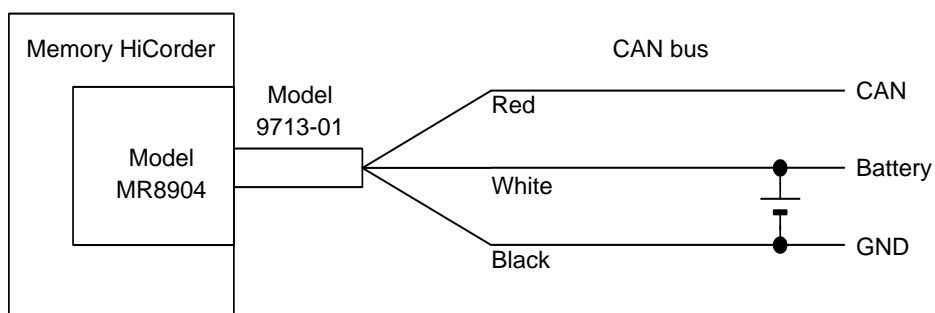 Memory HiCorder
CAN bus
Model
9713-01
CAN
Red
Model
MR8904
Battery
White
GND
Black